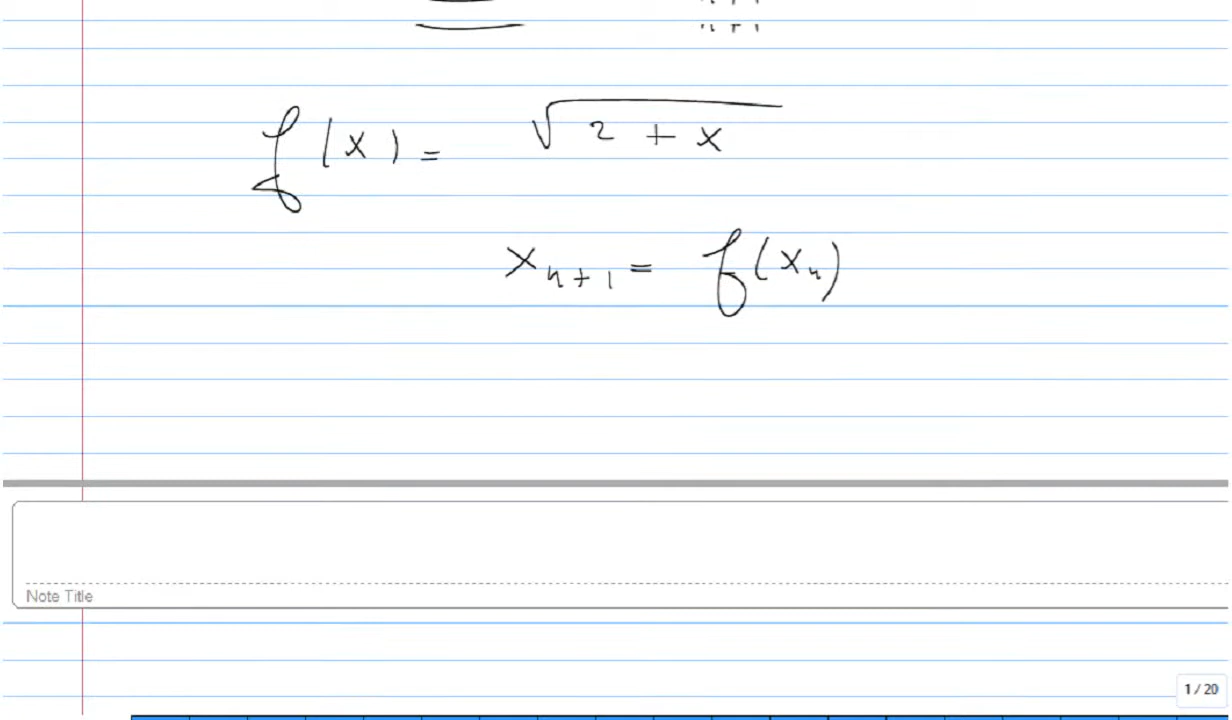 f(x) = √(2 + x)
x_{n+1} = f(x_n)
Note Title
1 / 20